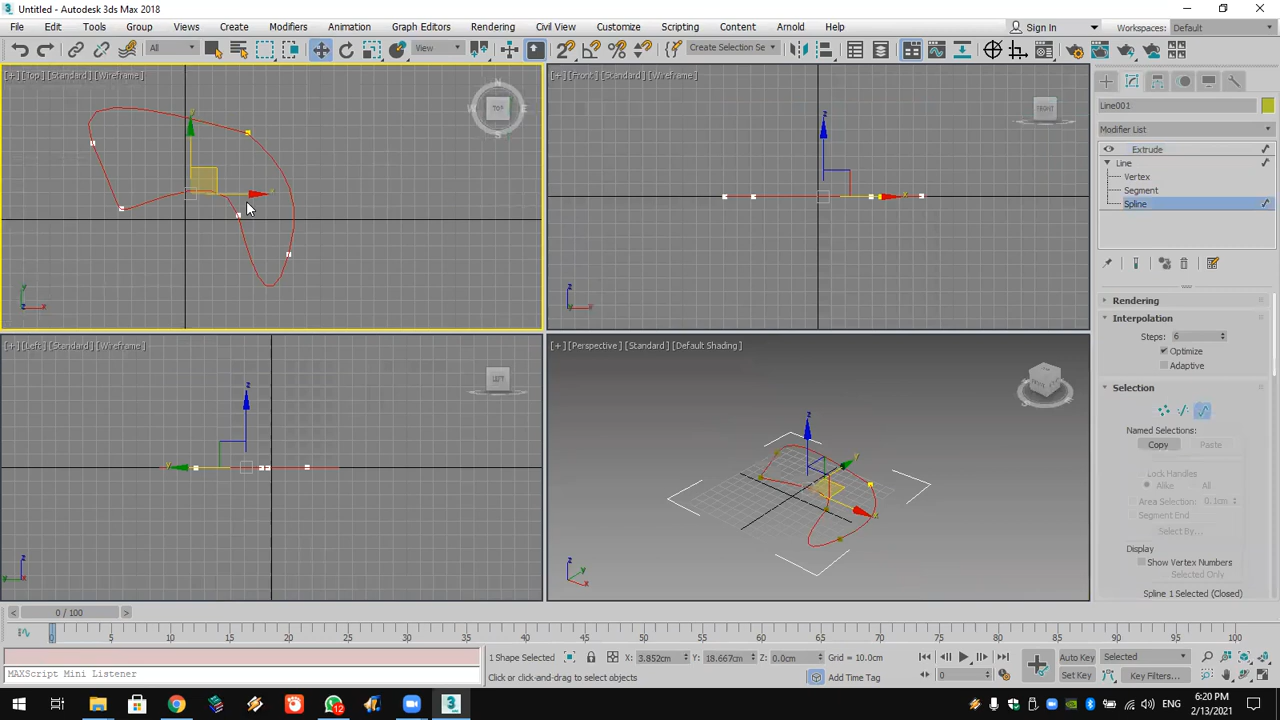 Untitled - Autodesk 3ds Max 2018
File Edit Tools Group Views Create Modifiers Animation Graph Editors Rendering Civil View Customize Scripting Content Arnold Help Sign In Workspaces: Default
All View Create Selection Se
[+] [Top] [Standard] [Wireframe]
N
W TOP E
S
y
x
y
z x
[+] [Front] [Standard] [Wireframe]
FRONT
z
x
z
x
[+] [Left] [Standard] [Wireframe]
LEFT
z
y
z
y
[+] [Perspective] [Standard] [Default Shading]
z
y
x
z
y
x
Line001
Modifier List
Extrude
Line
Vertex
Segment
Spline
Rendering
Interpolation
Steps: 6
Optimize
Adaptive
Selection
Named Selections:
Copy Paste
Lock Handles
Alike All
Area Selection: 0.1cm
Segment End
Select By...
Display
Show Vertex Numbers
Selected Only
Spline 1 Selected (Closed)
< 0 / 100 >
0 5 10 15 20 25 30 35 40 45 50 55 60 65 70 75 80 85 90 95 100
MAXScript Mini Listener
1 Shape Selected
Click or click-and-drag to select objects
X: 3.852cm Y: 18.667cm Z: 0.0cm Grid = 10.0cm
Add Time Tag
0
Auto Key Selected
Set Key Key Filters...
12
3
ENG
6:20 PM
2/13/2021